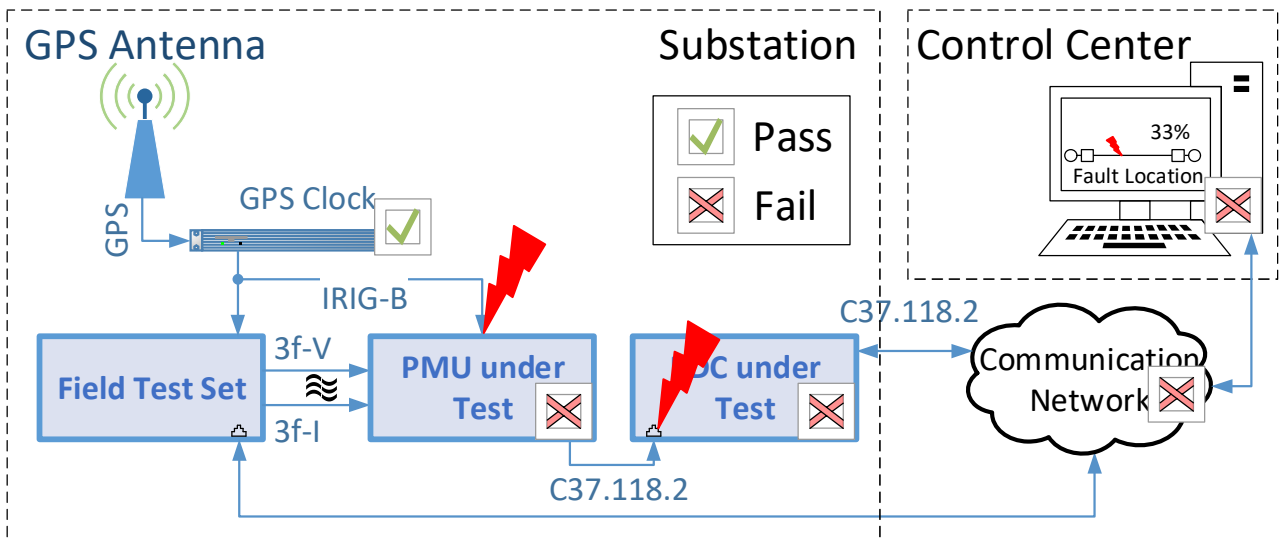 GPS Antenna
Substation
Control Center
Pass
Fail
33%
Fault Location
GPS Clock
GPS
IRIG-B
C37.118.2
3f-V
3f-I
Field Test Set
PMU under
Test
DC under
Test
Communication
Network
C37.118.2